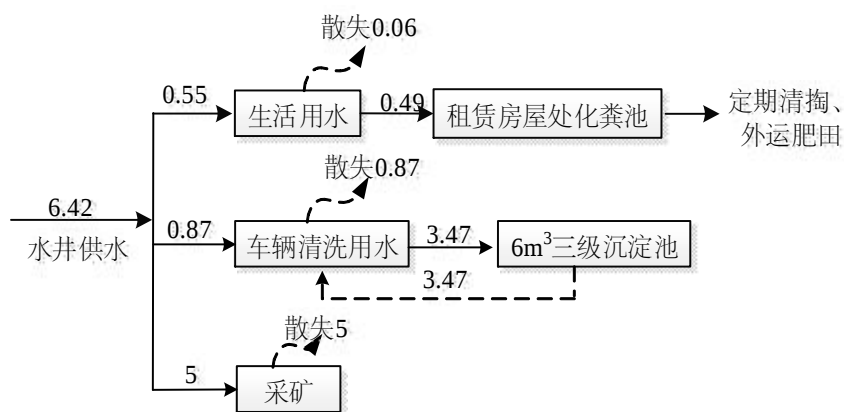 散失0.06
0.55
生活用水
0.49
租赁房屋处化粪池
定期清掏、
外运肥田
散失0.87
6.42
水井供水
0.87
车辆清洗用水
3.47
6m³三级沉淀池
3.47
散失5
5
采矿